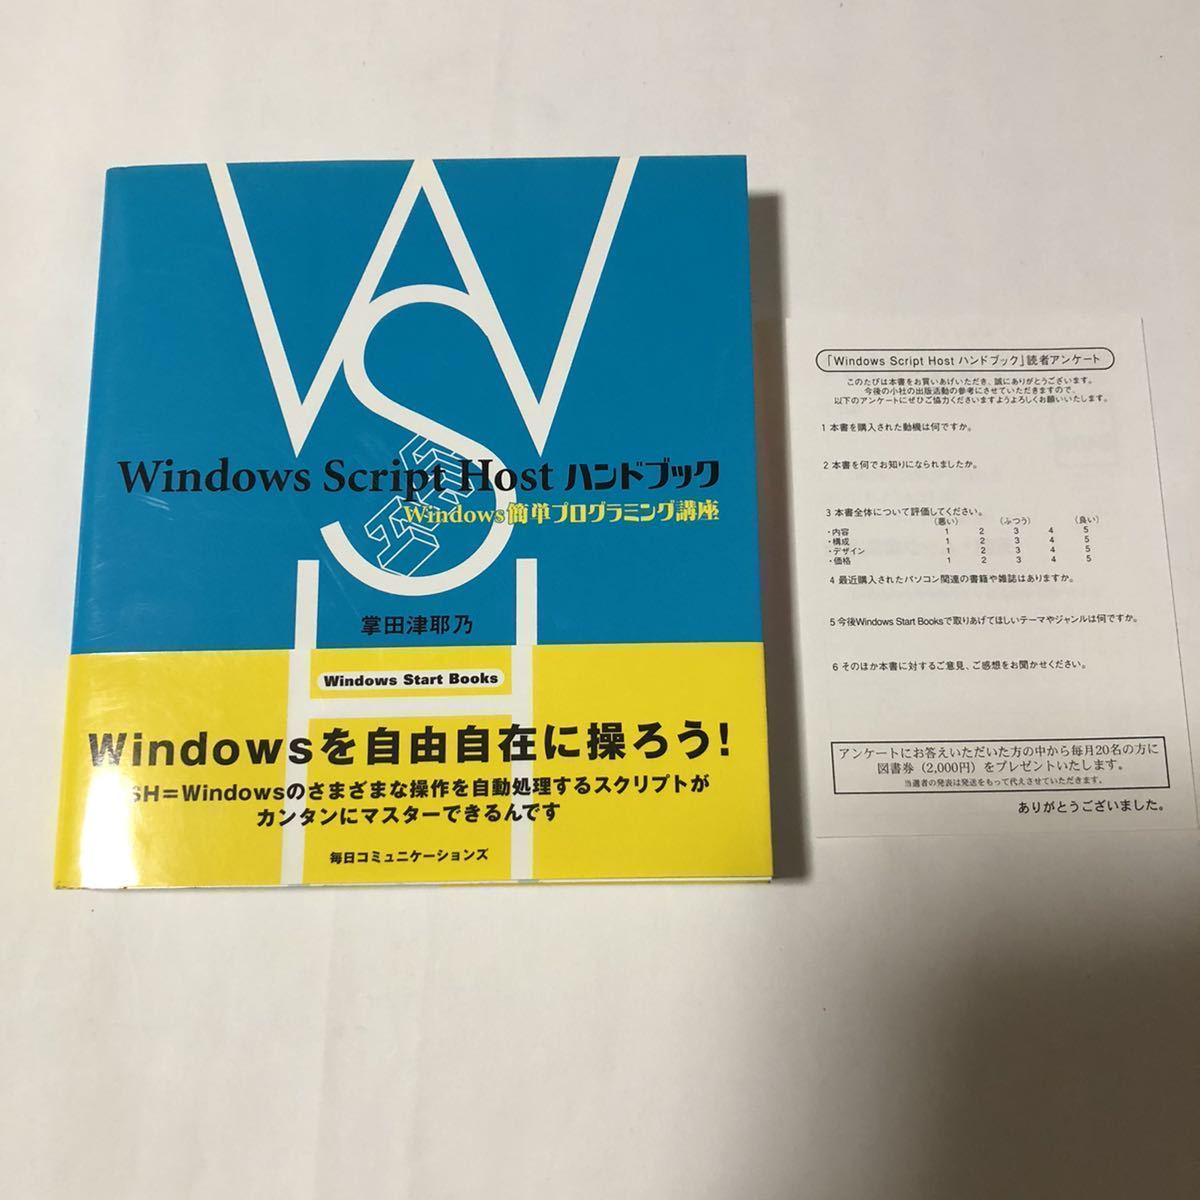 WSH
Windows Script Host ハンドブック
Windows簡単プログラミング講座
掌田津耶乃
Windows Start Books
Windowsを自由自在に操ろう!
SH=Windowsのさまざまな操作を自動処理するスクリプトが
カンタンにマスターできるんです
毎日コミュニケーションズ
「Windows Script Host ハンドブック」読者アンケート
このたびは本書をお買いあげいただき、誠にありがとうございます。
今後の小社の出版活動の参考にさせていただきますので、
以下のアンケートにぜひご協力くださいますようよろしくお願いいたします。
1 本書を購入された動機は何ですか。
2 本書を何でお知りになられましたか。
3 本書全体について評価してください。
(悪い) (ふつう) (良い)
・内容 1 2 3 4 5
・構成 1 2 3 4 5
・デザイン 1 2 3 4 5
・価格 1 2 3 4 5
4 最近購入されたパソコン関連の書籍や雑誌はありますか。
5 今後Windows Start Booksで取りあげてほしいテーマやジャンルは何ですか。
6 そのほか本書に対するご意見、ご感想をお聞かせください。
アンケートにお答えいただいた方の中から毎月20名の方に
図書券(2,000円)をプレゼントいたします。
当選者の発表は発送をもって代えさせていただきます。
ありがとうございました。